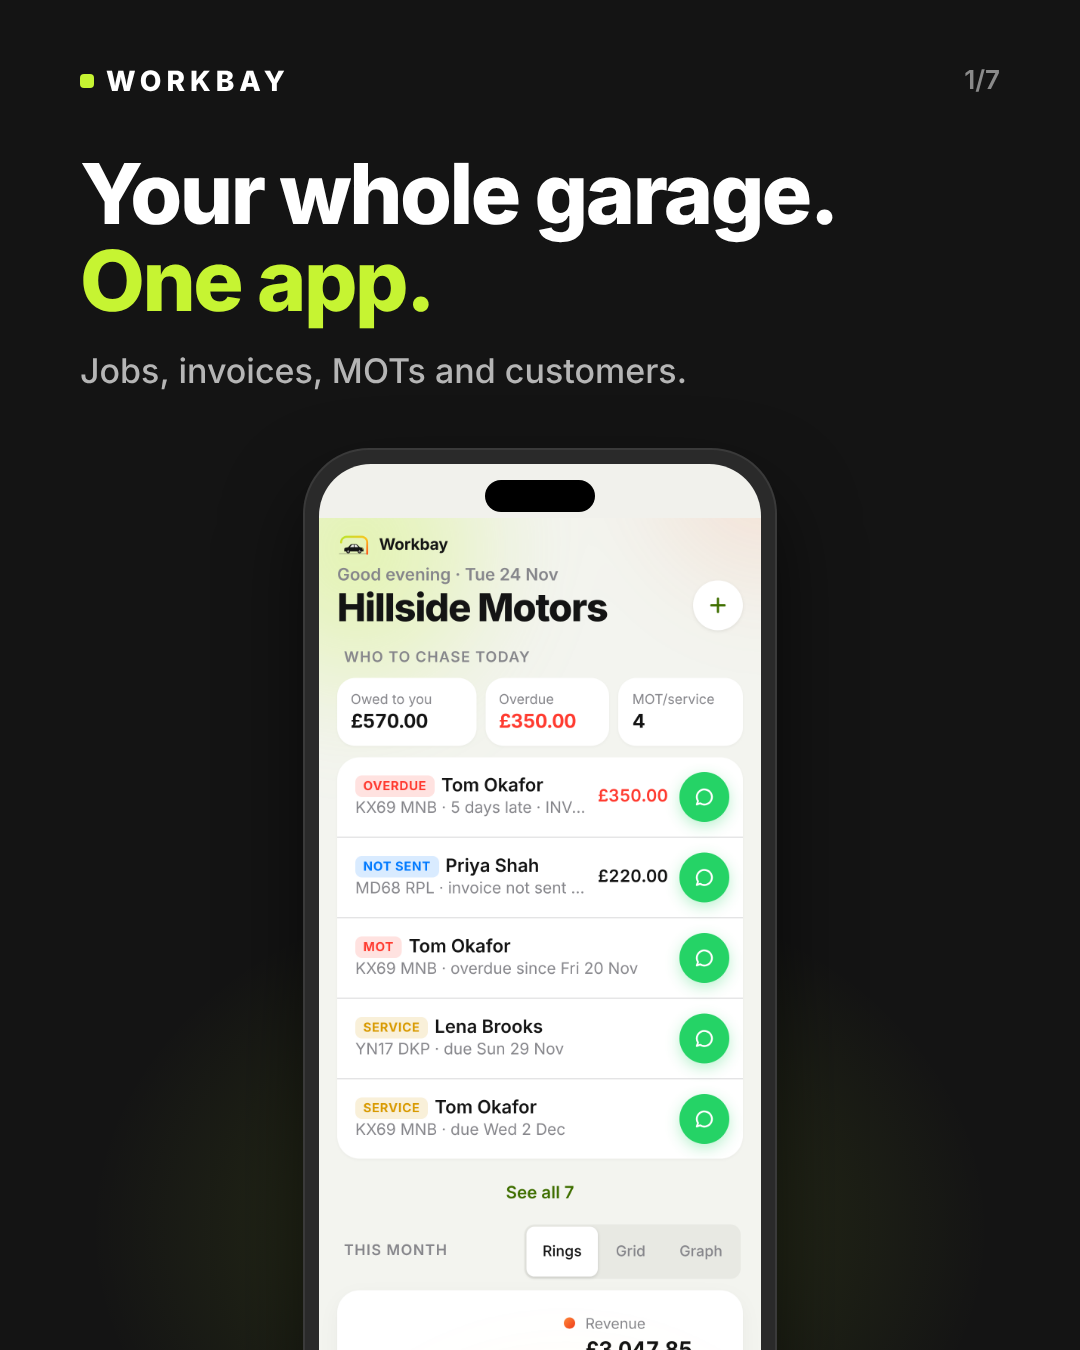 WORKBAY
1/7
Your whole garage.
One app.
Jobs, invoices, MOTs and customers.
Workbay
Good evening · Tue 24 Nov
Hillside Motors
WHO TO CHASE TODAY
Owed to you
£570.00
Overdue
£350.00
MOT/service
4
OVERDUE Tom Okafor
KX69 MNB · 5 days late · INV...
£350.00
NOT SENT Priya Shah
MD68 RPL · invoice not sent ...
£220.00
MOT Tom Okafor
KX69 MNB · overdue since Fri 20 Nov
SERVICE Lena Brooks
YN17 DKP · due Sun 29 Nov
SERVICE Tom Okafor
KX69 MNB · due Wed 2 Dec
See all 7
THIS MONTH
Rings Grid Graph
Revenue
£3,047.85